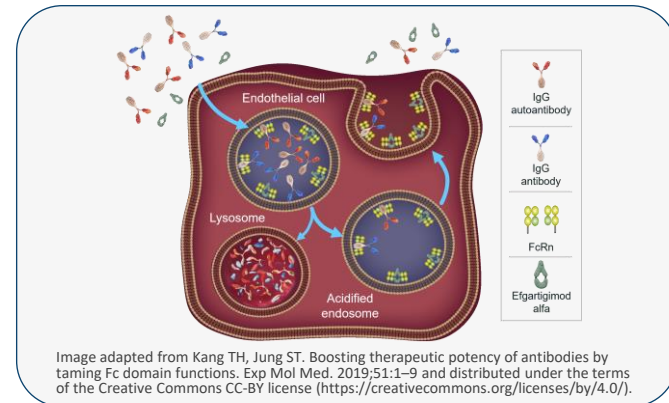 Endothelial cell
Lysosome
Acidified
endosome
IgG
autoantibody
IgG
antibody
FcRn
Efgartigimod
alfa
Image adapted from Kang TH, Jung ST. Boosting therapeutic potency of antibodies by
taming Fc domain functions. Exp Mol Med. 2019;51:1–9 and distributed under the terms
of the Creative Commons CC-BY license (https://creativecommons.org/licenses/by/4.0/).